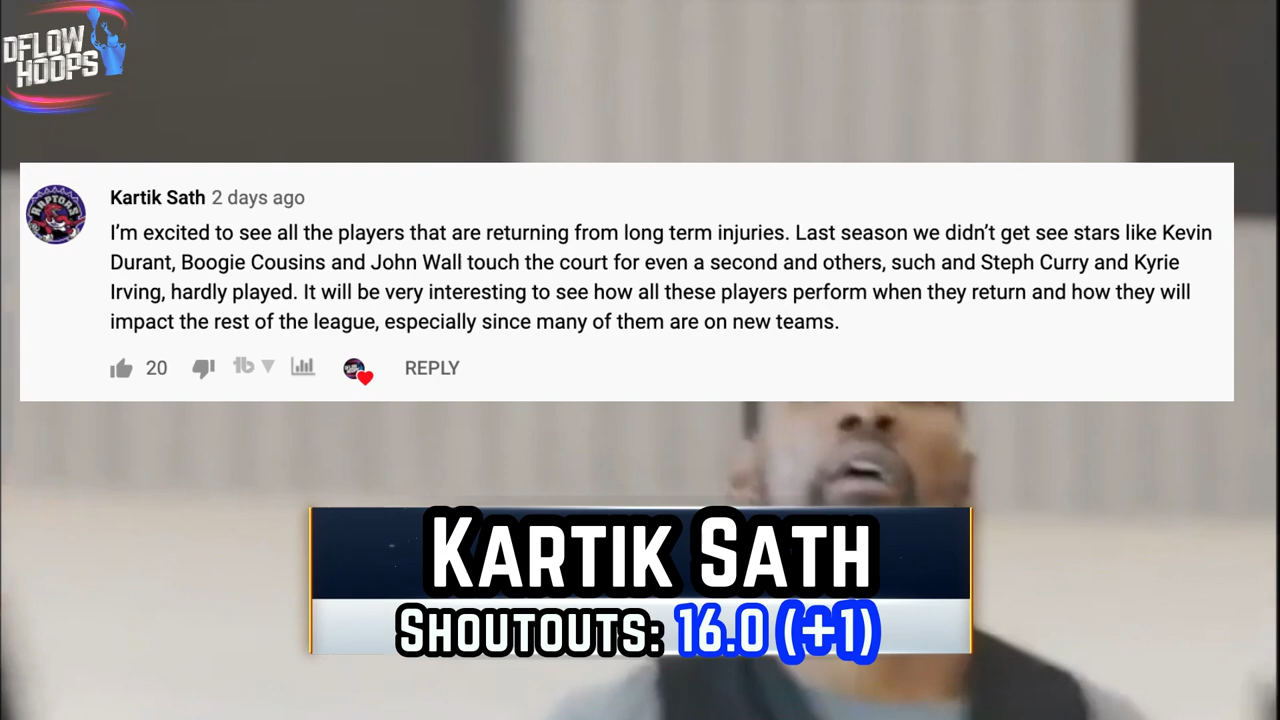 DFLOW
HOOPS
RAPTORS
Kartik Sath 2 days ago
I'm excited to see all the players that are returning from long term injuries. Last season we didn't get see stars like Kevin
Durant, Boogie Cousins and John Wall touch the court for even a second and others, such and Steph Curry and Kyrie
Irving, hardly played. It will be very interesting to see how all these players perform when they return and how they will
impact the rest of the league, especially since many of them are on new teams.
20 REPLY
KARTIK SATH
SHOUTOUTS: 16.0 (+1)